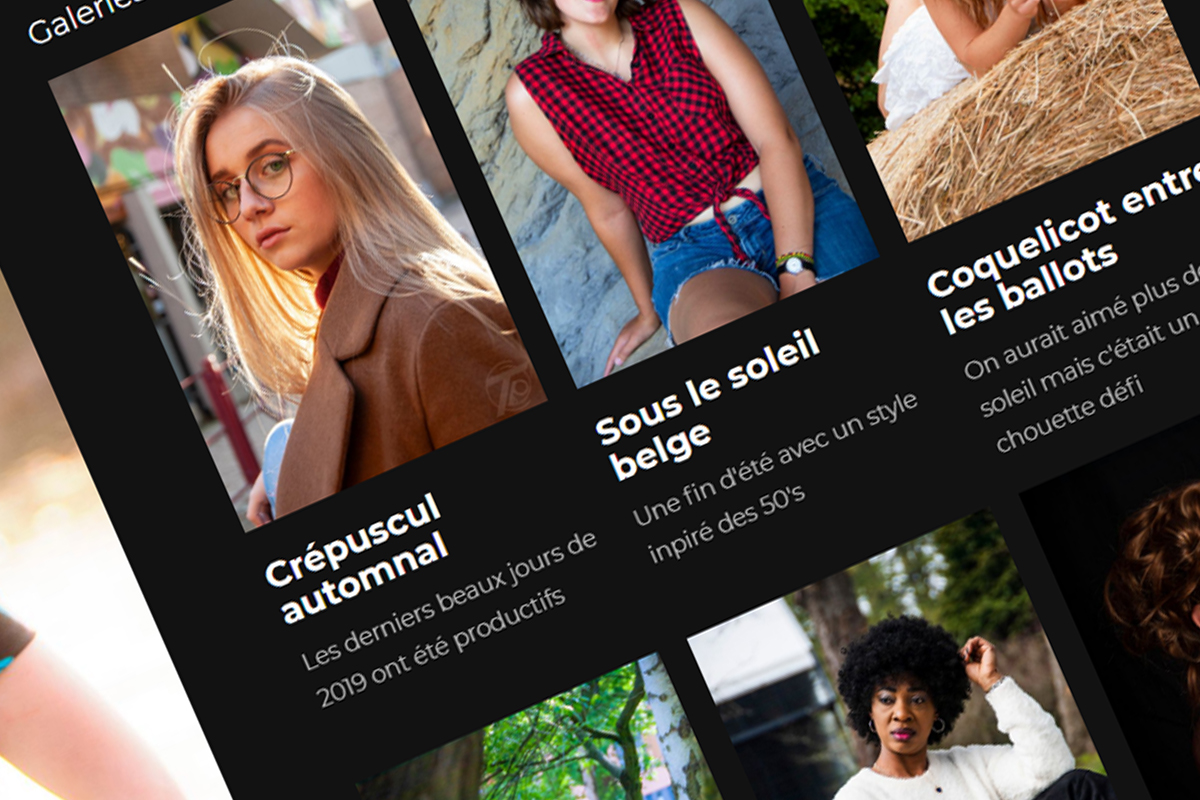 Galeries
Crépuscul
automnal
Les derniers beaux jours de
2019 ont été productifs
Sous le soleil
belge
Une fin d'été avec un style
inpiré des 50's
Coquelicot entre
les ballots
On aurait aimé plus de
soleil mais c'était un
chouette défi